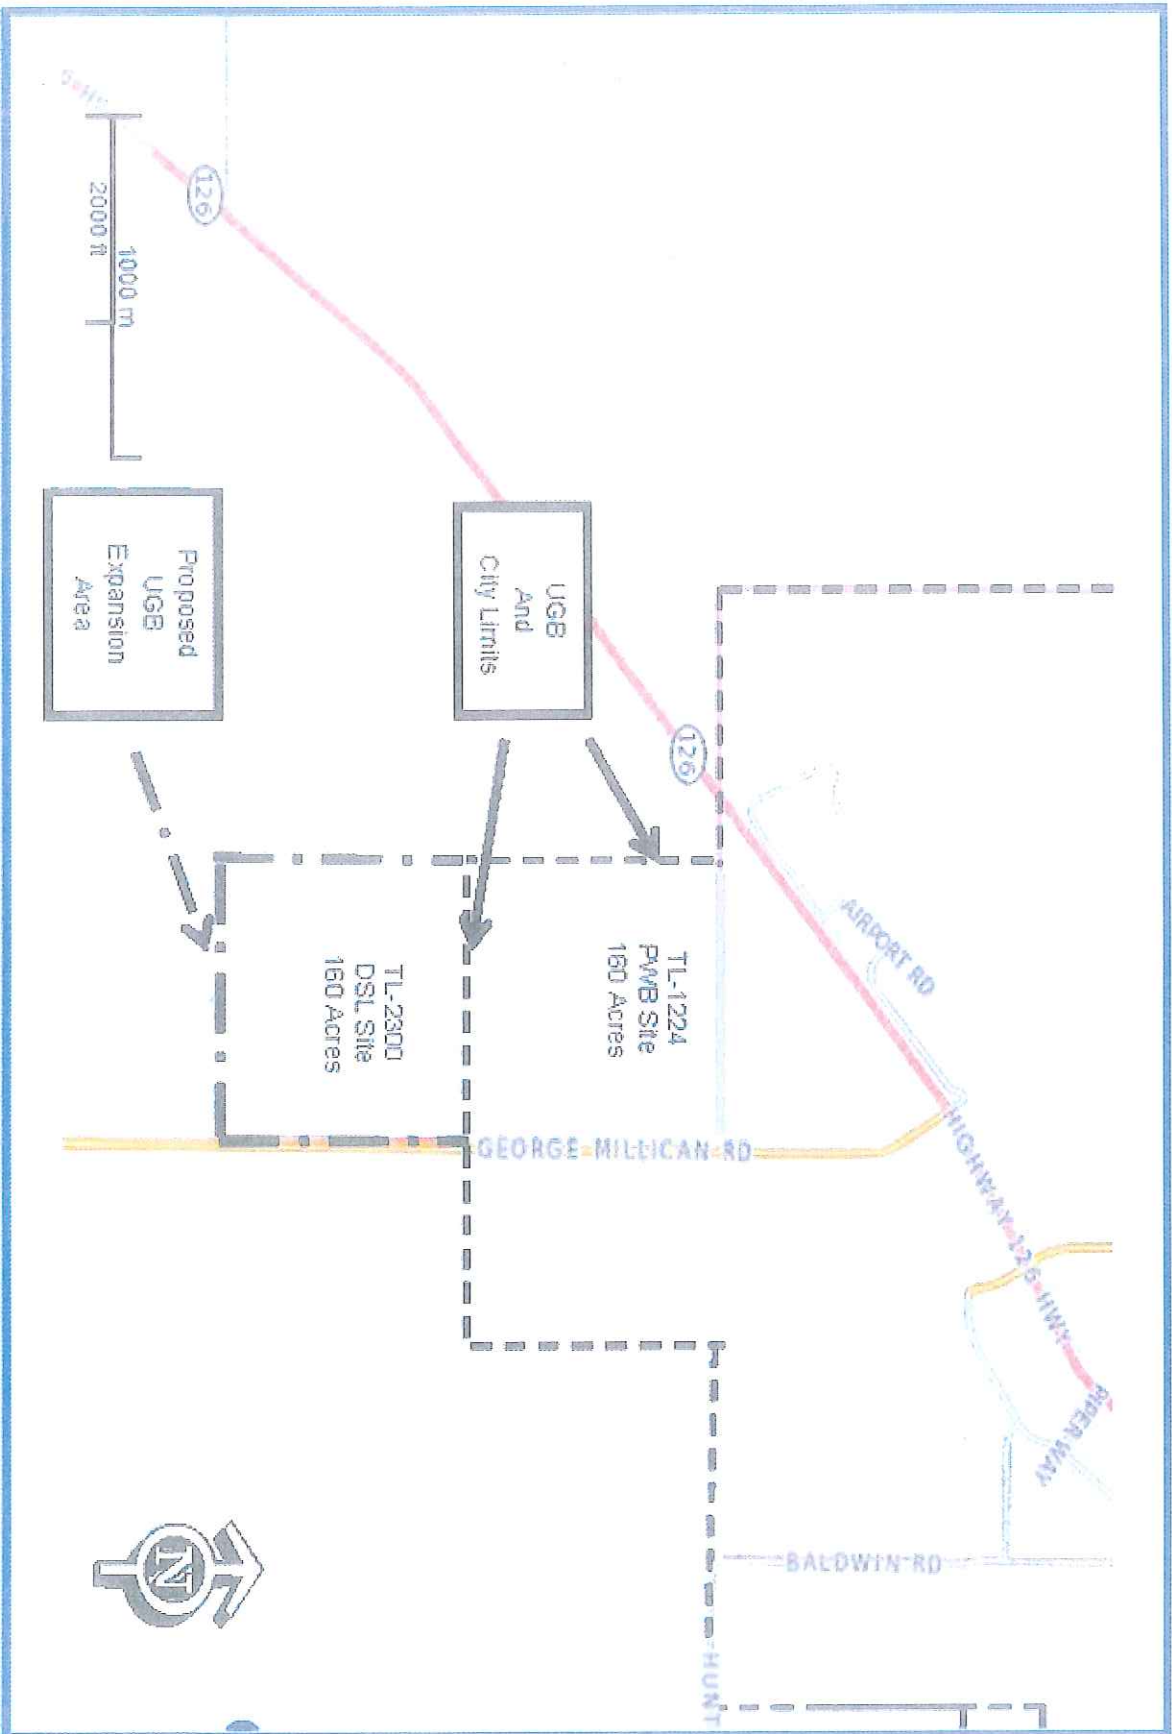 126
1000 m
2000 ft
Proposed
UGB
Expansion
Area
UGB
And
City Limits
126
AIRPORT RD
TL-1224
PWB Site
160 Acres
TL-2300
DSL Site
160 Acres
GEORGE MILLICAN RD
HIGHWAY 126 HWY
PIPER WAY
BALDWIN RD
HUNT
N